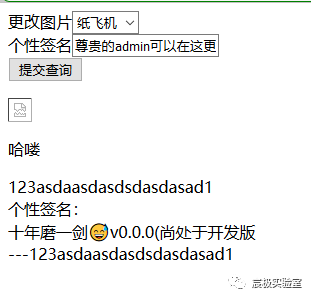 更改图片 纸飞机
个性签名 尊贵的admin可以在这更
提交查询
哈喽
123asdaasdasdsdasdasad1
个性签名：
十年磨一剑😅v0.0.0(尚处于开发版
---123asdaasdasdsdasdasad1
宸极实验室